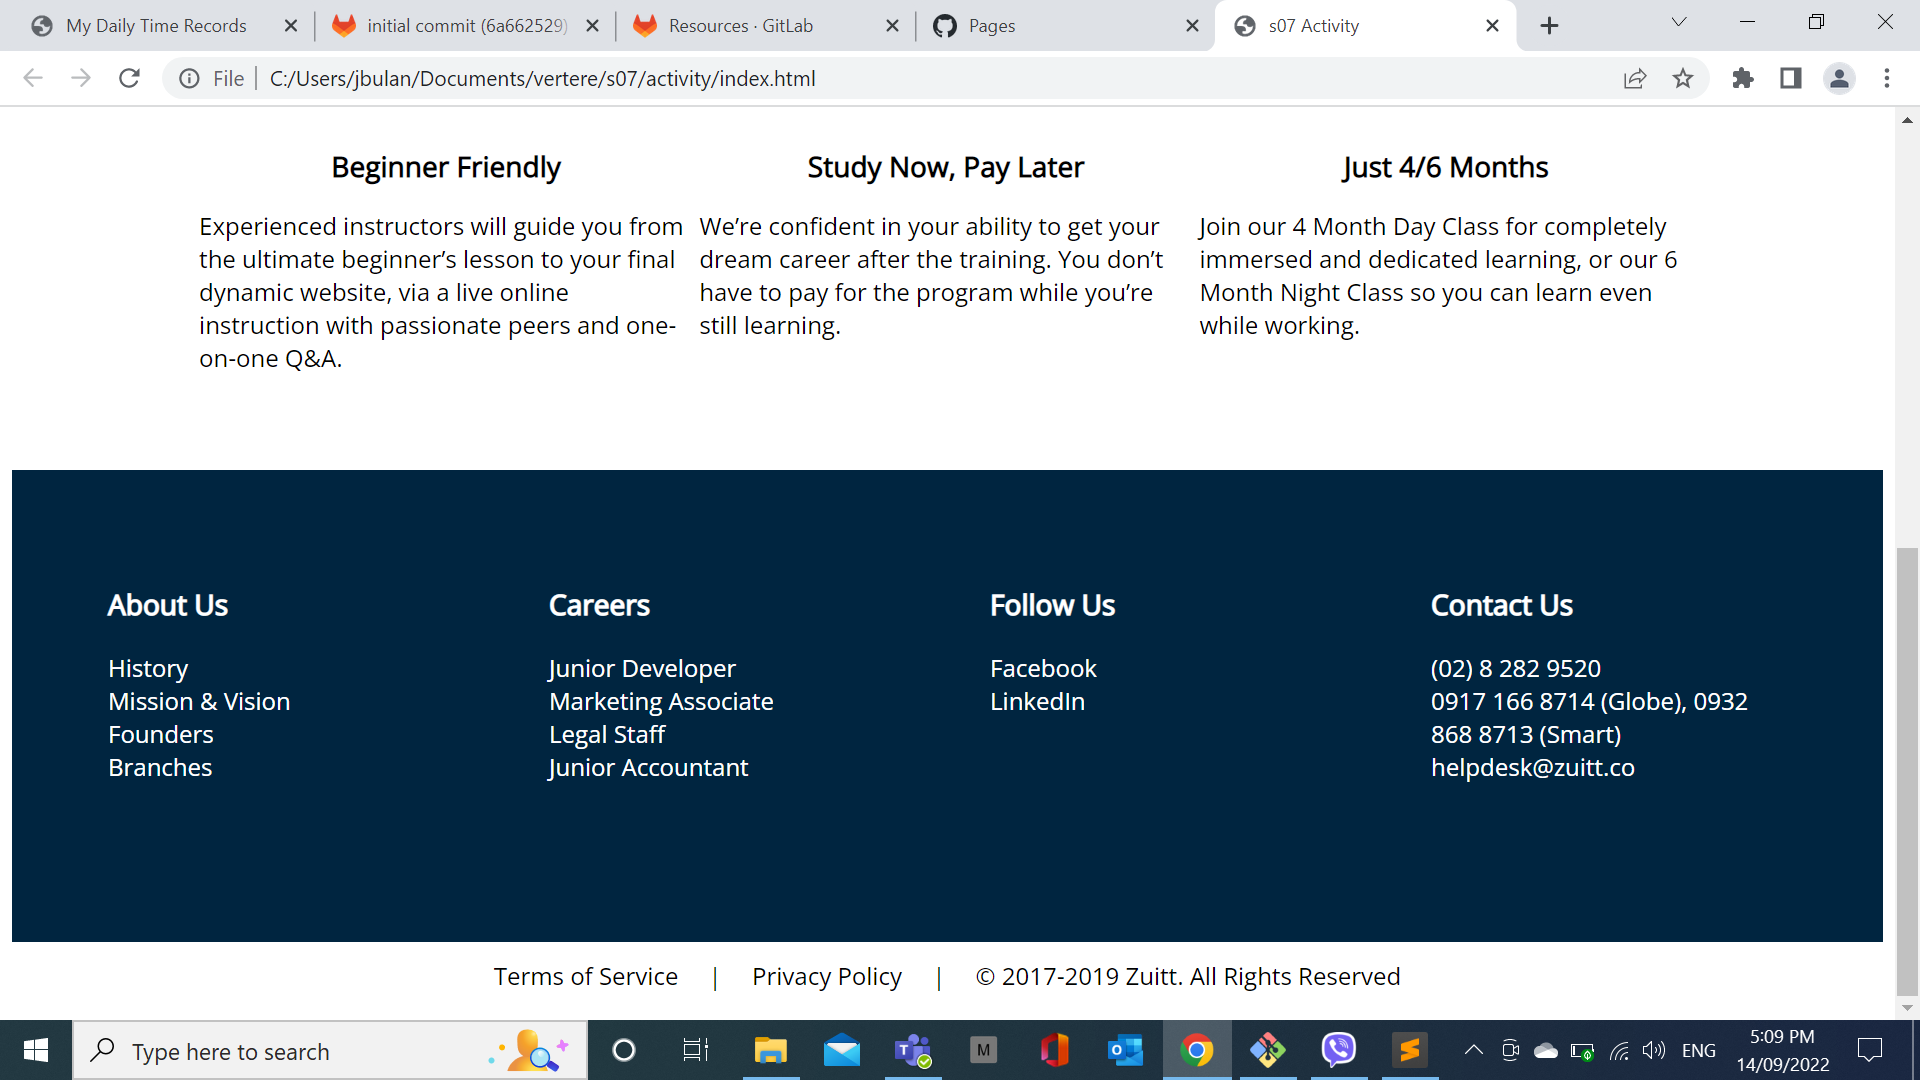 My Daily Time Records
initial commit (6a662529)
Resources · GitLab
Pages
s07 Activity
File
C:/Users/jbulan/Documents/vertere/s07/activity/index.html
Beginner Friendly
Experienced instructors will guide you from
the ultimate beginner’s lesson to your final
dynamic website, via a live online
instruction with passionate peers and one-
on-one Q&A.
Study Now, Pay Later
We’re confident in your ability to get your
dream career after the training. You don’t
have to pay for the program while you’re
still learning.
Just 4/6 Months
Join our 4 Month Day Class for completely
immersed and dedicated learning, or our 6
Month Night Class so you can learn even
while working.
About Us
History
Mission & Vision
Founders
Branches
Careers
Junior Developer
Marketing Associate
Legal Staff
Junior Accountant
Follow Us
Facebook
LinkedIn
Contact Us
(02) 8 282 9520
0917 166 8714 (Globe), 0932
868 8713 (Smart)
helpdesk@zuitt.co
Terms of Service | Privacy Policy | © 2017-2019 Zuitt. All Rights Reserved
Type here to search
M
ENG
5:09 PM
14/09/2022